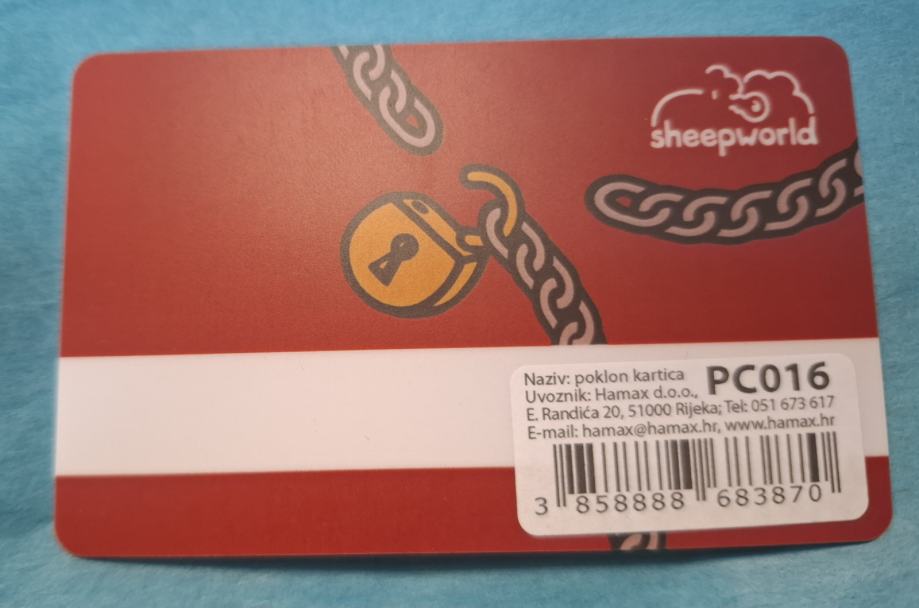 sheepworld
Naziv: poklon kartica PC016
Uvoznik: Hamax d.o.o.,
E. Randića 20, 51000 Rijeka; Tel: 051 673 617
E-mail: hamax@hamax.hr, www.hamax.hr
3 858888 683870